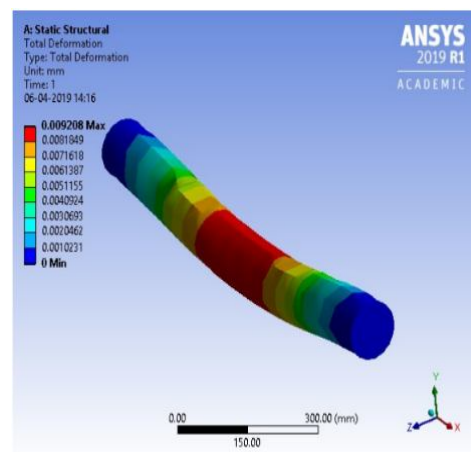 A: Static Structural
Total Deformation
Type: Total Deformation
Unit: mm
Time: 1
06-04-2019 14:16
0.009208 Max
0.0081849
0.0071618
0.0061387
0.0051155
0.0040924
0.0030693
0.0020462
0.0010231
0 Min
ANSYS
2019 R1
ACADEMIC
0.00
300.00 (mm)
150.00
Y
Z
X